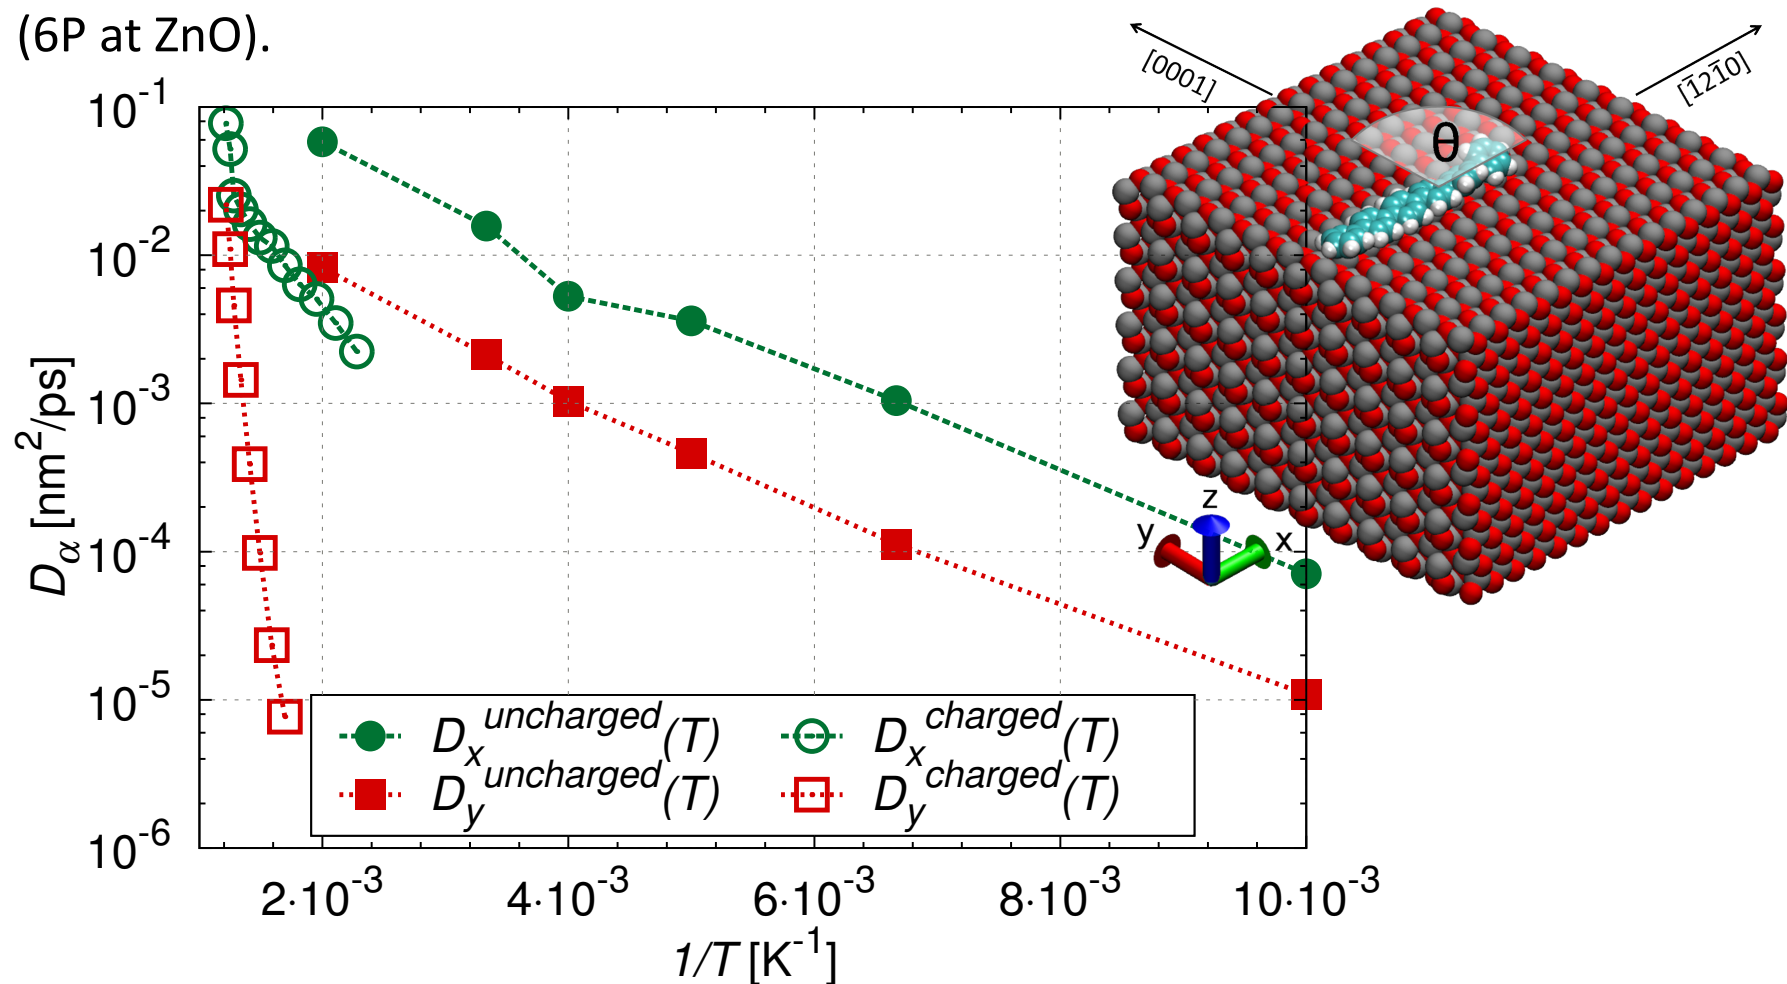 (6P at ZnO).
[0001]
[1̄21̄0]
θ
z
y
x
10⁻¹
10⁻²
10⁻³
10⁻⁴
10⁻⁵
10⁻⁶
D_α [nm²/ps]
D_x^uncharged(T)
D_x^charged(T)
D_y^uncharged(T)
D_y^charged(T)
2·10⁻³
4·10⁻³
6·10⁻³
8·10⁻³
10·10⁻³
1/T [K⁻¹]